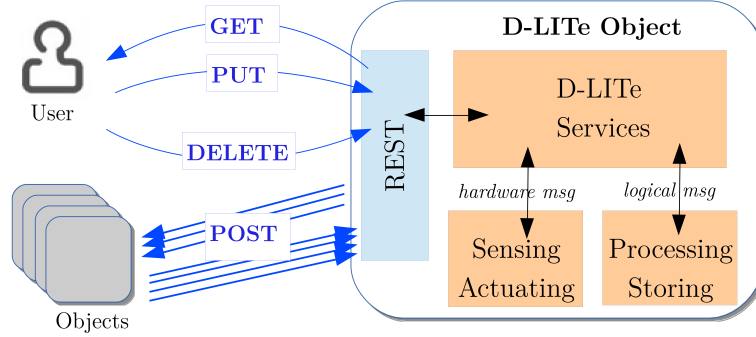 GET
D-LITe Object
PUT
User
DELETE
REST
D-LITe
Services
hardware msg
logical msg
POST
Sensing
Actuating
Processing
Storing
Objects